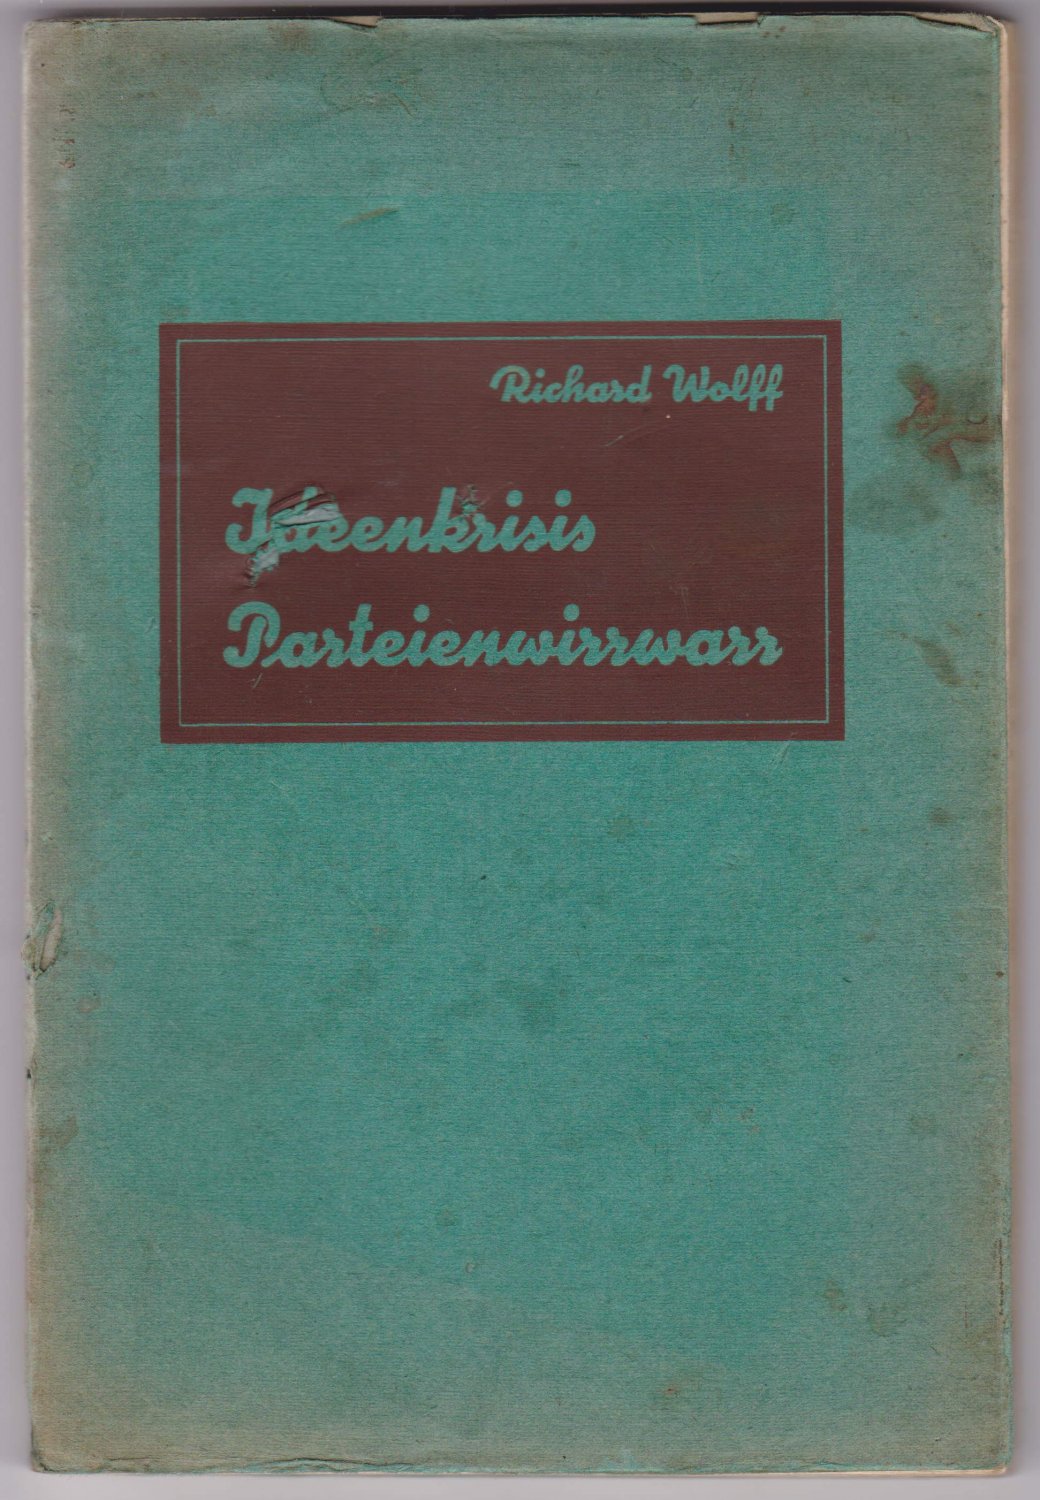 Richard Wolff
Ideenkrisis
Parteienwirrwarr